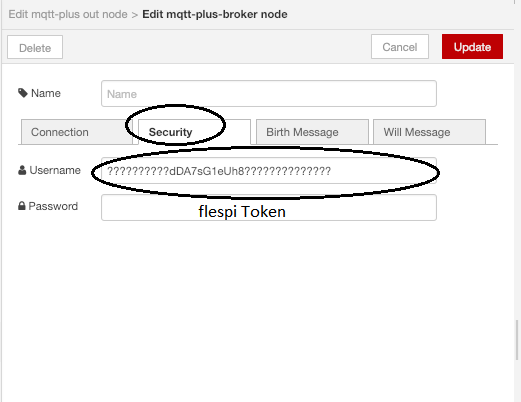 Edit mqtt-plus out node > Edit mqtt-plus-broker node
Delete Cancel Update
Name Name
Connection Security Birth Message Will Message
Username ??????????dDA7sG1eUh8??????????????
Password flespi Token